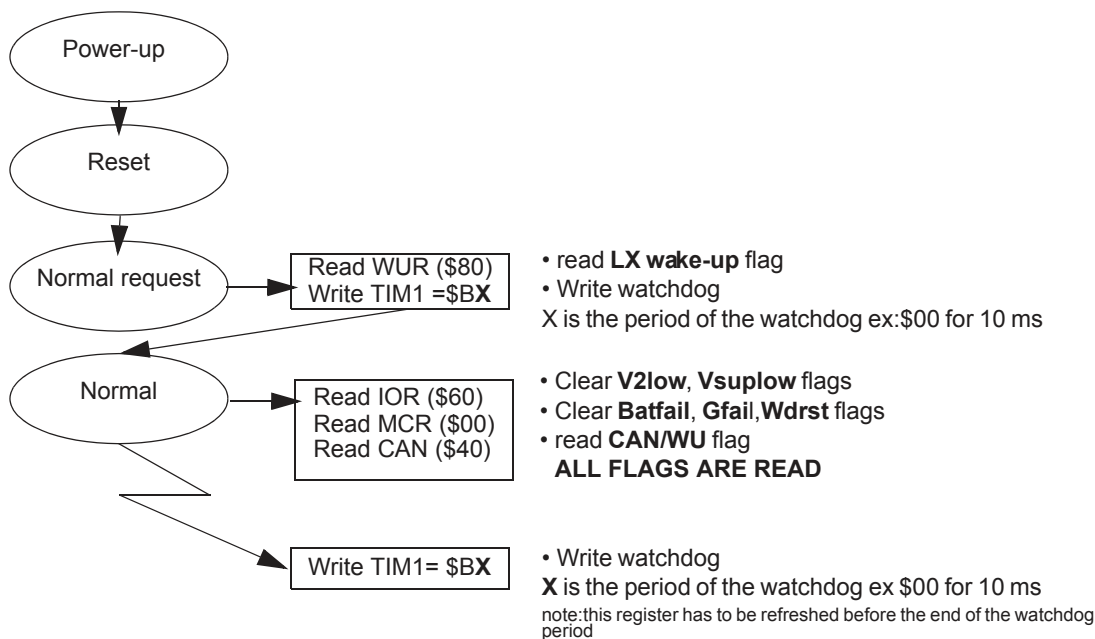 Power-up
Reset
Normal request
Read WUR ($80)
Write TIM1 =$BX
• read LX wake-up flag
• Write watchdog
X is the period of the watchdog ex:$00 for 10 ms
Normal
Read IOR ($60)
Read MCR ($00)
Read CAN ($40)
• Clear V2low, Vsuplow flags
• Clear Batfail, Gfail,Wdrst flags
• read CAN/WU flag
ALL FLAGS ARE READ
Write TIM1= $BX
• Write watchdog
X is the period of the watchdog ex $00 for 10 ms
note:this register has to be refreshed before the end of the watchdog
period